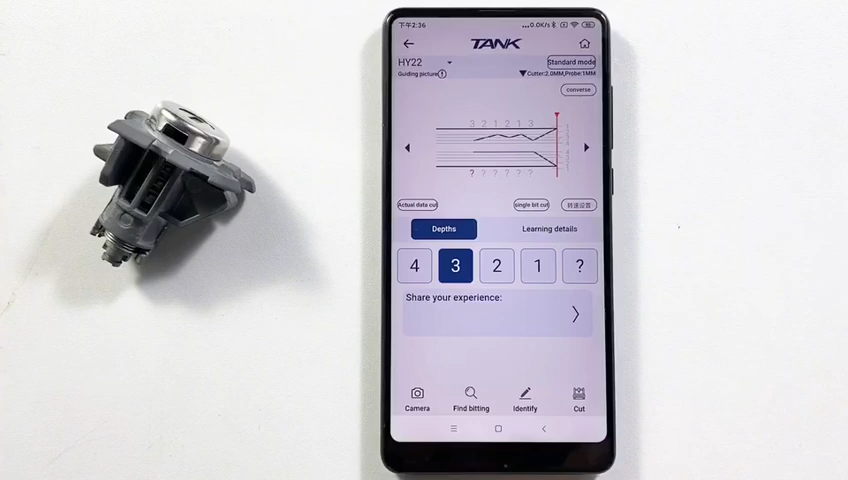 下午2:36
...0.0K/s
TANK
HY22
Standard mode
Guiding picture
Cutter:2.0MM,Probe:1MM
converse
3 2 1 2 1 3
? ? ? ? ? ?
Actual data cut
single bit cut
转速设置
Depths
Learning details
4 3 2 1 ?
Share your experience:
Camera
Find bitting
Identify
Cut